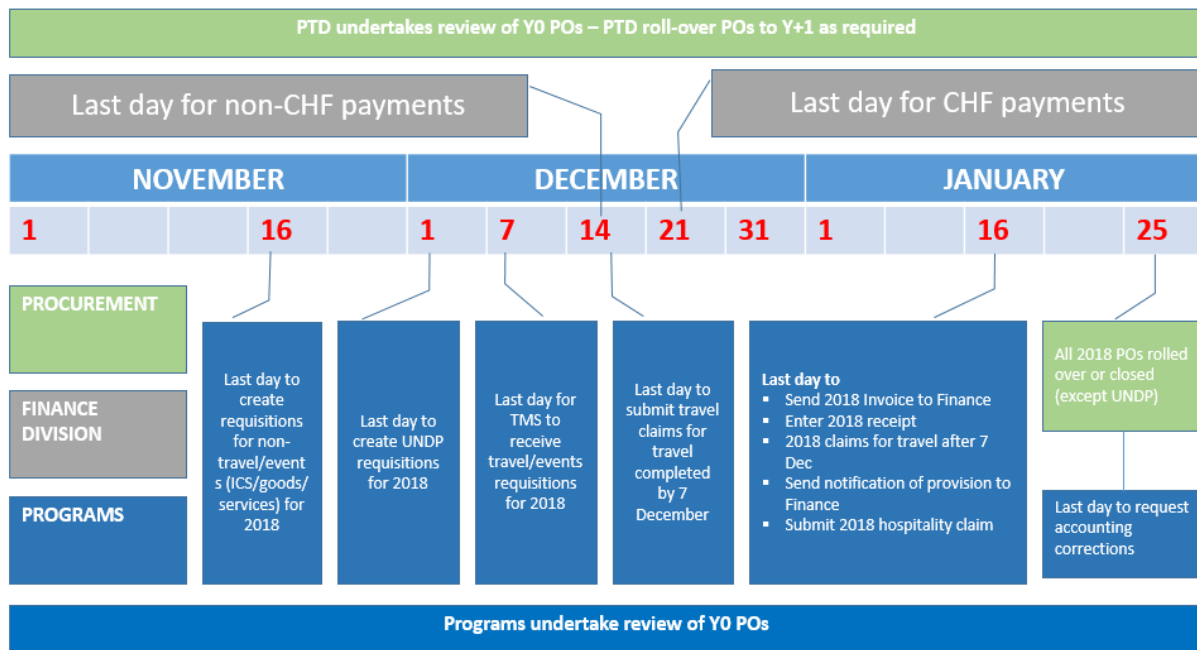 PTD undertakes review of Y0 POs – PTD roll-over POs to Y+1 as required
Last day for non-CHF payments
Last day for CHF payments
NOVEMBER
DECEMBER
JANUARY
1
16
1
7
14
21
31
1
16
25
PROCUREMENT
FINANCE
DIVISION
PROGRAMS
Last day to
create
requisitions
for non-
travel/event
s (ICS/goods/
services) for
2018
Last day to
create UNDP
requisitions
for 2018
Last day for
TMS to
receive
travel/events
requisitions
for 2018
Last day to
submit travel
claims for
travel
completed
by 7
December
Last day to
▪ Send 2018 Invoice to Finance
▪ Enter 2018 receipt
▪ 2018 claims for travel after 7
Dec
▪ Send notification of provision to
Finance
▪ Submit 2018 hospitality claim
All 2018 POs rolled
over or closed
(except UNDP)
Last day to request
accounting
corrections
Programs undertake review of Y0 POs